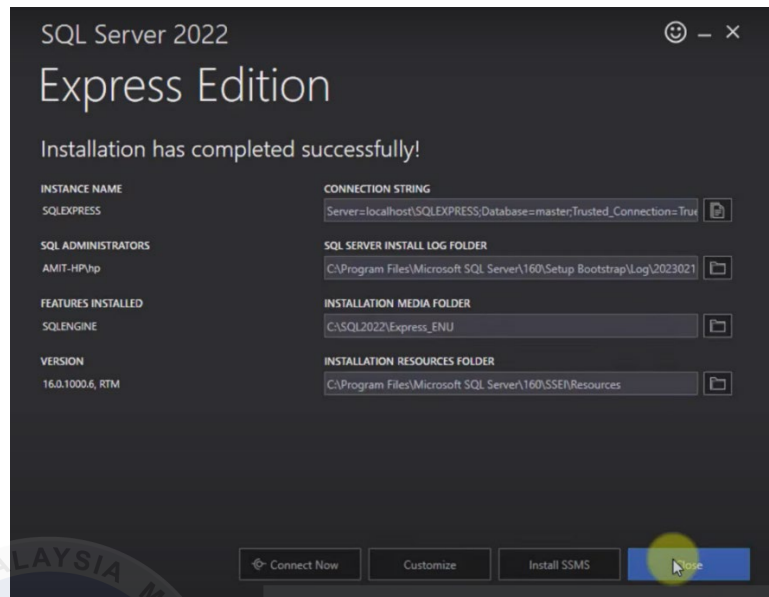 SQL Server 2022
Express Edition
Installation has completed successfully!
INSTANCE NAME
SQLEXPRESS
CONNECTION STRING
Server=localhost\SQLEXPRESS;Database=master;Trusted_Connection=True
SQL ADMINISTRATORS
AMIT-HP\hp
SQL SERVER INSTALL LOG FOLDER
C:\Program Files\Microsoft SQL Server\160\Setup Bootstrap\Log\2023021
FEATURES INSTALLED
SQLENGINE
INSTALLATION MEDIA FOLDER
C:\SQL2022\Express_ENU
VERSION
16.0.1000.6, RTM
INSTALLATION RESOURCES FOLDER
C:\Program Files\Microsoft SQL Server\160\SSEI\Resources
Connect Now
Customize
Install SSMS
Close